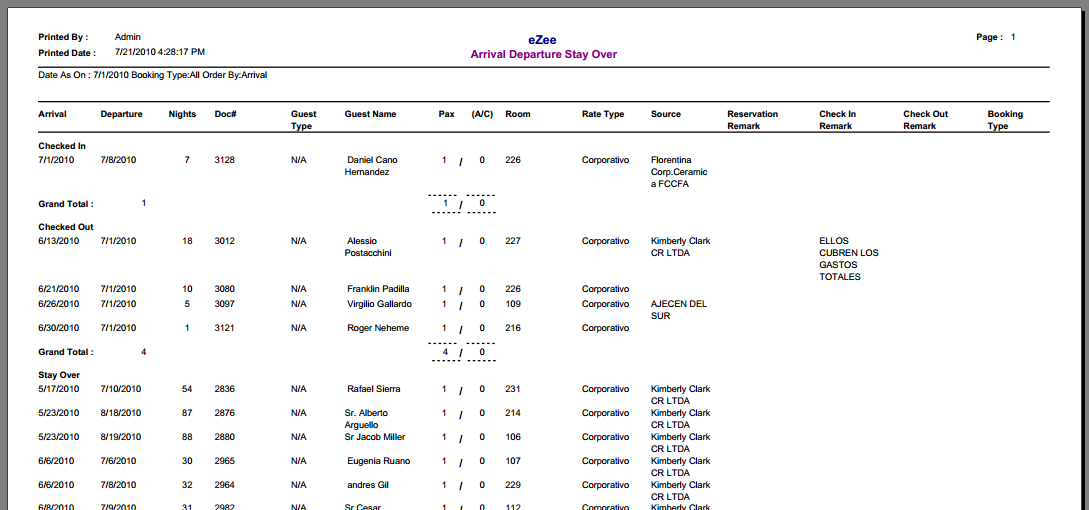 Printed By : Admin eZee Page : 1
Printed Date : 7/21/2010 4:28:17 PM Arrival Departure Stay Over
Date As On : 7/1/2010 Booking Type:All Order By:Arrival
Arrival Departure Nights Doc# Guest Guest Name Pax (A/C) Room Rate Type Source Reservation Check In Check Out Booking
Type Remark Remark Remark Type
Checked In
7/1/2010 7/8/2010 7 3128 N/A Daniel Cano 1 / 0 226 Corporativo Florentina
Hernandez Corp.Ceramic
a FCCFA
Grand Total : 1 1 / 0
Checked Out
6/13/2010 7/1/2010 18 3012 N/A Alessio 1 / 0 227 Corporativo Kimberly Clark ELLOS
Postacchini CR LTDA CUBREN LOS
GASTOS
TOTALES
6/21/2010 7/1/2010 10 3080 N/A Franklin Padilla 1 / 0 226 Corporativo
6/26/2010 7/1/2010 5 3097 N/A Virgilio Gallardo 1 / 0 109 Corporativo AJECEN DEL
SUR
6/30/2010 7/1/2010 1 3121 N/A Roger Neheme 1 / 0 216 Corporativo
Grand Total : 4 4 / 0
Stay Over
5/17/2010 7/10/2010 54 2836 N/A Rafael Sierra 1 / 0 231 Corporativo Kimberly Clark
CR LTDA
5/23/2010 8/18/2010 87 2876 N/A Sr. Alberto 1 / 0 214 Corporativo Kimberly Clark
Arguello CR LTDA
5/23/2010 8/19/2010 88 2880 N/A Sr Jacob Miller 1 / 0 106 Corporativo Kimberly Clark
CR LTDA
6/6/2010 7/6/2010 30 2965 N/A Eugenia Ruano 1 / 0 107 Corporativo Kimberly Clark
CR LTDA
6/6/2010 7/8/2010 32 2964 N/A andres Gil 1 / 0 229 Corporativo Kimberly Clark
CR LTDA
6/8/2010 7/9/2010 31 2982 N/A Sr Cesar 1 / 0 112 Corporativo Kimberly Clark